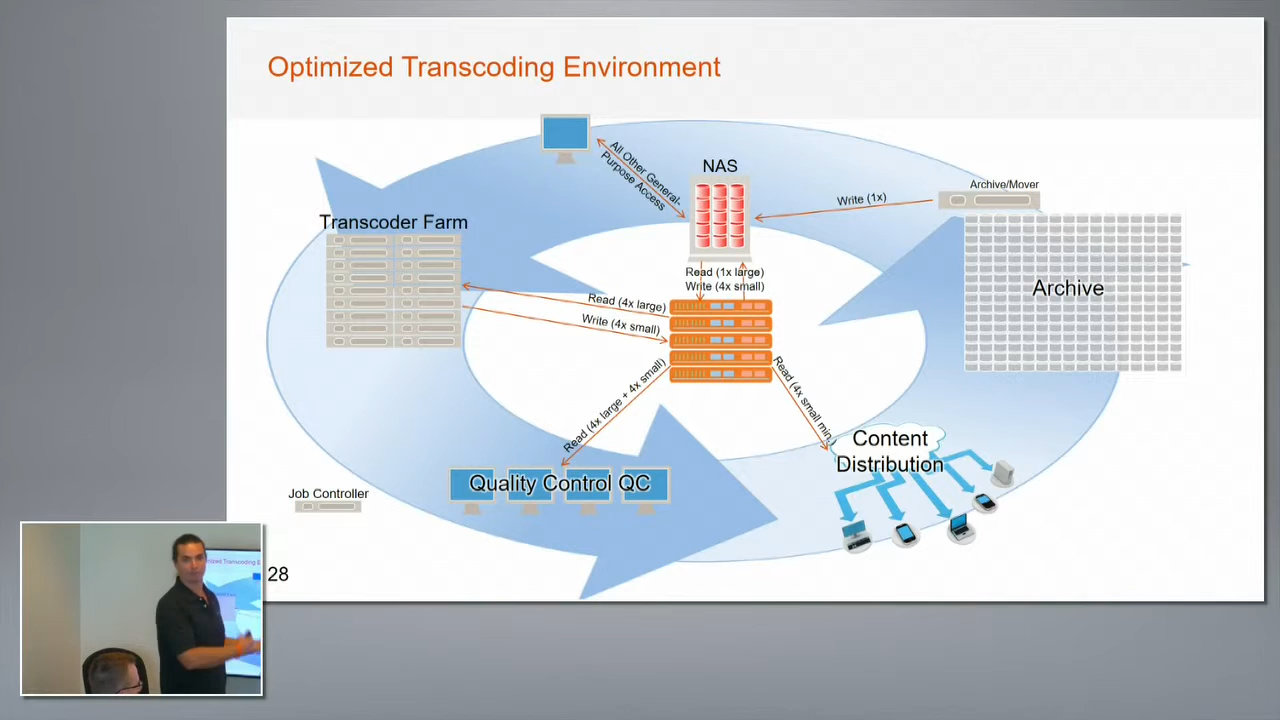 Optimized Transcoding Environment
All Other General-
Purpose Access
NAS
Write (1x)
Archive/Mover
Transcoder Farm
Read (1x large)
Write (4x small)
Archive
Read (4x large)
Write (4x small)
Read (4x large + 4x small)
Read (4x small min.
Content
Distribution
Quality Control QC
Job Controller
28